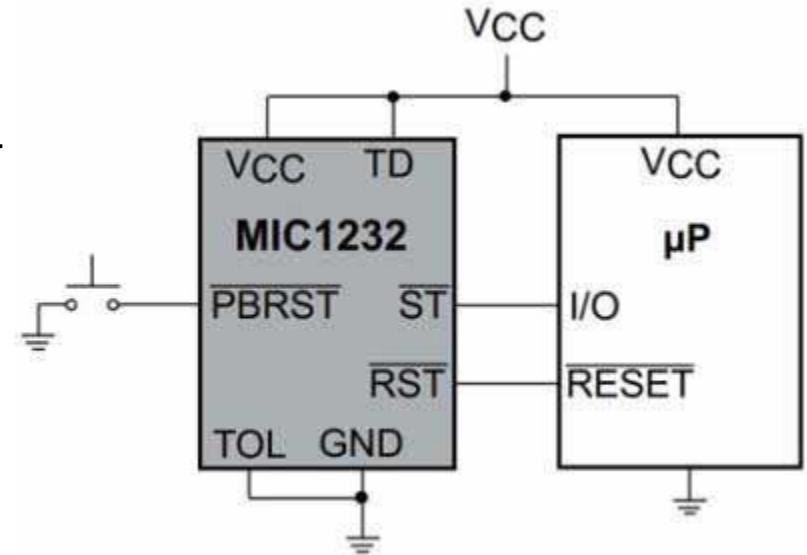 VCC
VCC TD
MIC1232
PBRST ST
RST
TOL GND
VCC
µP
I/O
RESET